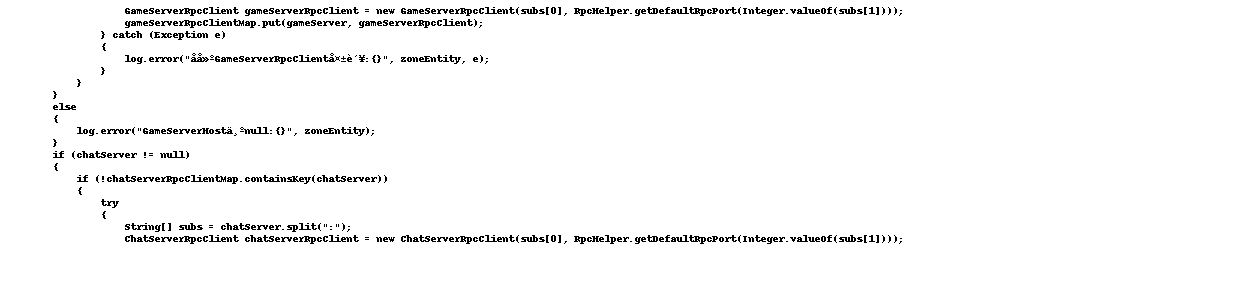 GameServerRpcClient gameServerRpcClient = new GameServerRpcClient(subs[0], RpcHelper.getDefaultRpcPort(Integer.valueOf(subs[1])));
gameServerRpcClientMap.put(gameServer, gameServerRpcClient);
} catch (Exception e)
{
log.error("åå»ºGameServerRpcClientå¤±è´¥:{}", zoneEntity, e);
}
}
}
else
{
log.error("GameServerHostä¸ºnull:{}", zoneEntity);
}
if (chatServer != null)
{
if (!chatServerRpcClientMap.containsKey(chatServer))
{
try
{
String[] subs = chatServer.split(":");
ChatServerRpcClient chatServerRpcClient = new ChatServerRpcClient(subs[0], RpcHelper.getDefaultRpcPort(Integer.valueOf(subs[1])));